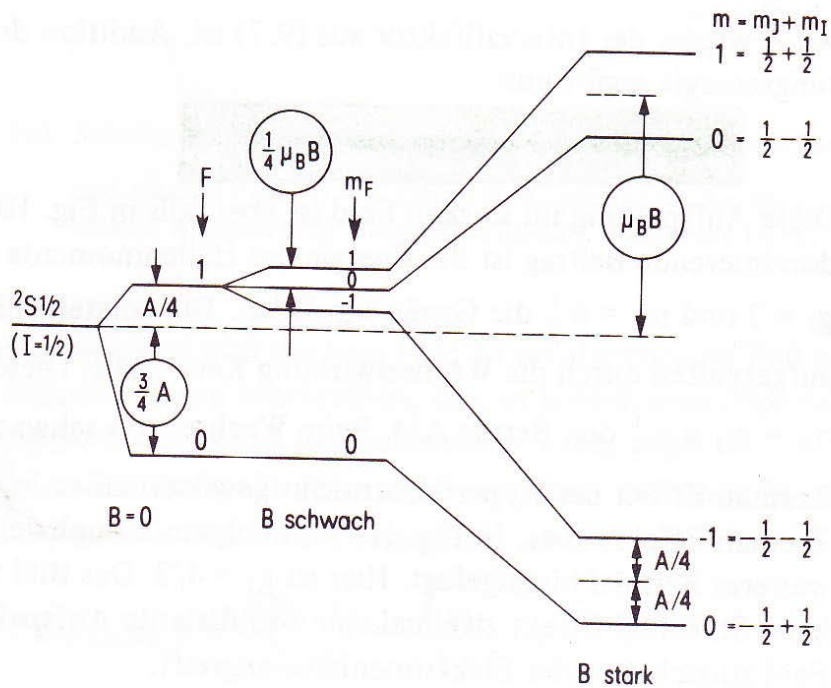 m = mJ + mI
1 = 1/2 + 1/2
0 = 1/2 - 1/2
1/4 μBB
μBB
F
mF
1
1
0
-1
A/4
2S1/2
(I=1/2)
3/4 A
0
0
B=0
B schwach
-1 = -1/2 - 1/2
A/4
A/4
0 = -1/2 + 1/2
B stark